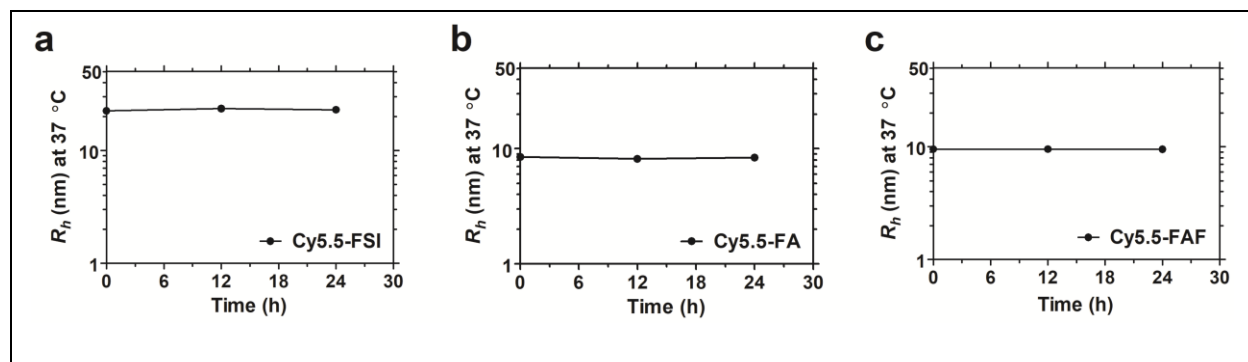 a
50
10
1
R_h (nm) at 37 °C
Cy5.5-FSI
0 6 12 18 24 30
Time (h)
b
50
10
1
R_h (nm) at 37 °C
Cy5.5-FA
0 6 12 18 24 30
Time (h)
c
50
10
1
R_h (nm) at 37 °C
Cy5.5-FAF
0 6 12 18 24 30
Time (h)